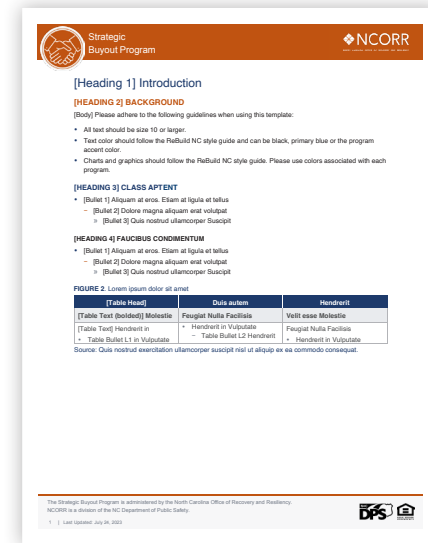 Strategic
Buyout Program
NCORR
[Heading 1] Introduction
[HEADING 2] BACKGROUND
[Body] Please adhere to the following guidelines when using this template:
• All text should be size 10 or larger.
• Text color should follow the ReBuild NC style guide and can be black, primary blue or the program
accent color.
• Charts and graphics should follow the ReBuild NC style guide. Please use colors associated with each
program.
[HEADING 3] CLASS APTENT
• [Bullet 1] Aliquam at eros. Etiam at ligula et tellus
− [Bullet 2] Dolore magna aliquam erat volutpat
» [Bullet 3] Quis nostrud ullamcorper Suscipit
[HEADING 4] FAUCIBUS CONDIMENTUM
• [Bullet 1] Aliquam at eros. Etiam at ligula et tellus
− [Bullet 2] Dolore magna aliquam erat volutpat
» [Bullet 3] Quis nostrud ullamcorper Suscipit
FIGURE 2. Lorem ipsum dolor sit amet
[Table Head] Duis autem Hendrerit
[Table Text (bolded)] Molestie Feugiat Nulla Facilisis Velit esse Molestie
[Table Text] Hendrerit in • Hendrerit in Vulputate Feugiat Nulla Facilisis
• Table Bullet L1 in Vulputate − Table Bullet L2 Hendrerit • Hendrerit in Vulputate
Source: Quis nostrud exercitation ullamcorper suscipit nisl ut aliquip ex ea commodo consequat.
The Strategic Buyout Program is administered by the North Carolina Office of Recovery and Resiliency.
NCORR is a division of the NC Department of Public Safety.
1 | Last Updated: July 24, 2023
DPS